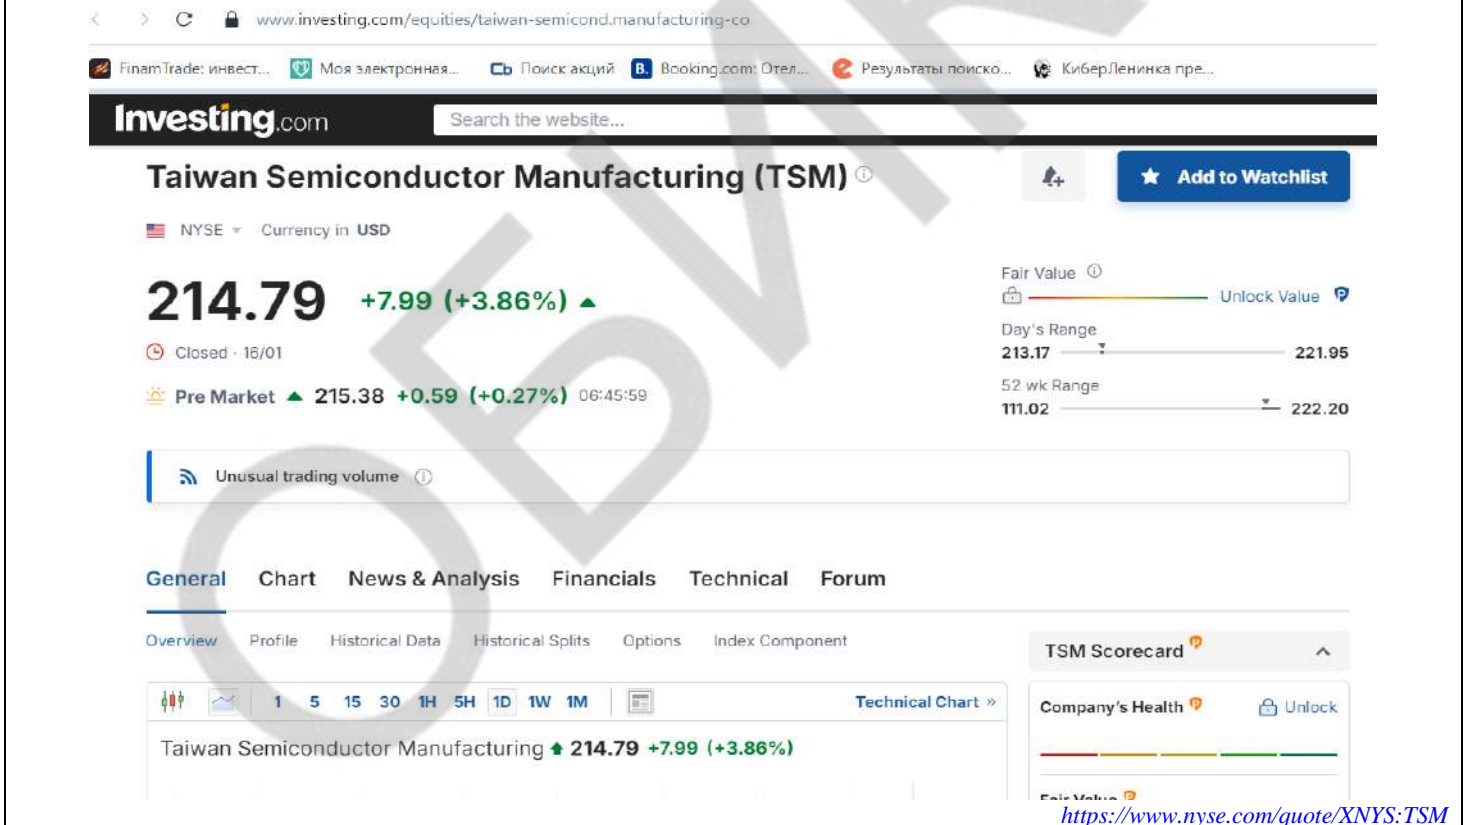 www.investing.com/equities/taiwan-semicond.manufacturing-co
FinamTrade: инвест... Моя электронная... Сь Поиск акций B. Booking.com: Отел... Результаты поиско... КиберЛенинка пре...
Investing.com Search the website...
Taiwan Semiconductor Manufacturing (TSM)
Add to Watchlist
NYSE Currency in USD
214.79 +7.99 (+3.86%)
Closed · 16/01
Pre Market 215.38 +0.59 (+0.27%) 06:45:59
Fair Value
Unlock Value
Day's Range
213.17 221.95
52 wk Range
111.02 222.20
Unusual trading volume
General Chart News & Analysis Financials Technical Forum
Overview Profile Historical Data Historical Splits Options Index Component
1 5 15 30 1H 5H 1D 1W 1M Technical Chart »
Taiwan Semiconductor Manufacturing 214.79 +7.99 (+3.86%)
TSM Scorecard
Company's Health Unlock
Fair Value
https://www.nyse.com/quote/XNYS:TSM
ОБИ